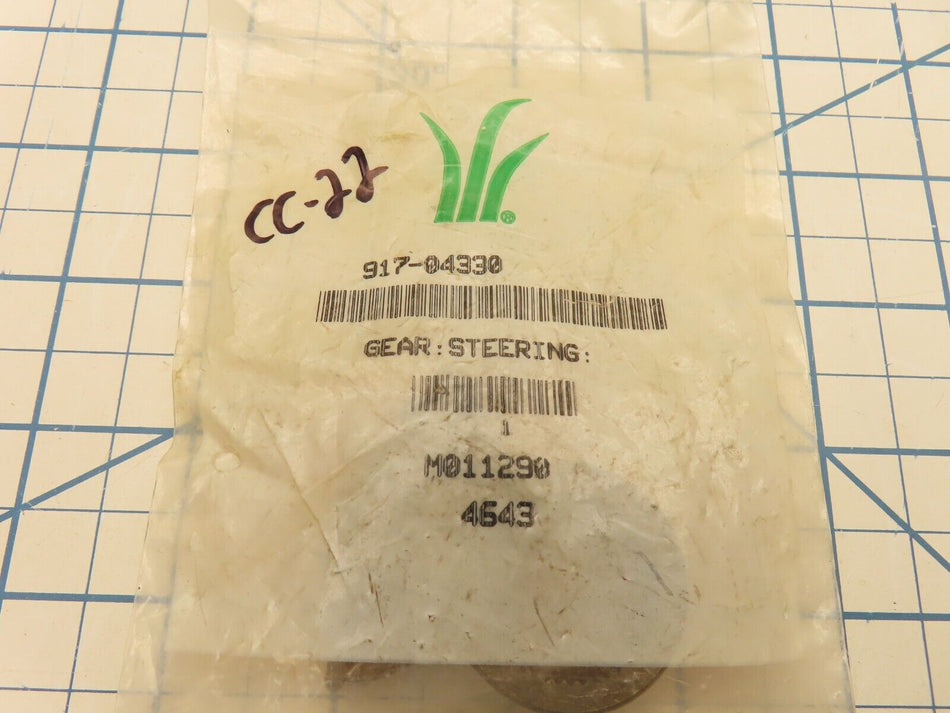 CC-22
®
917-04330
GEAR:STEERING:
1
M011290
4643